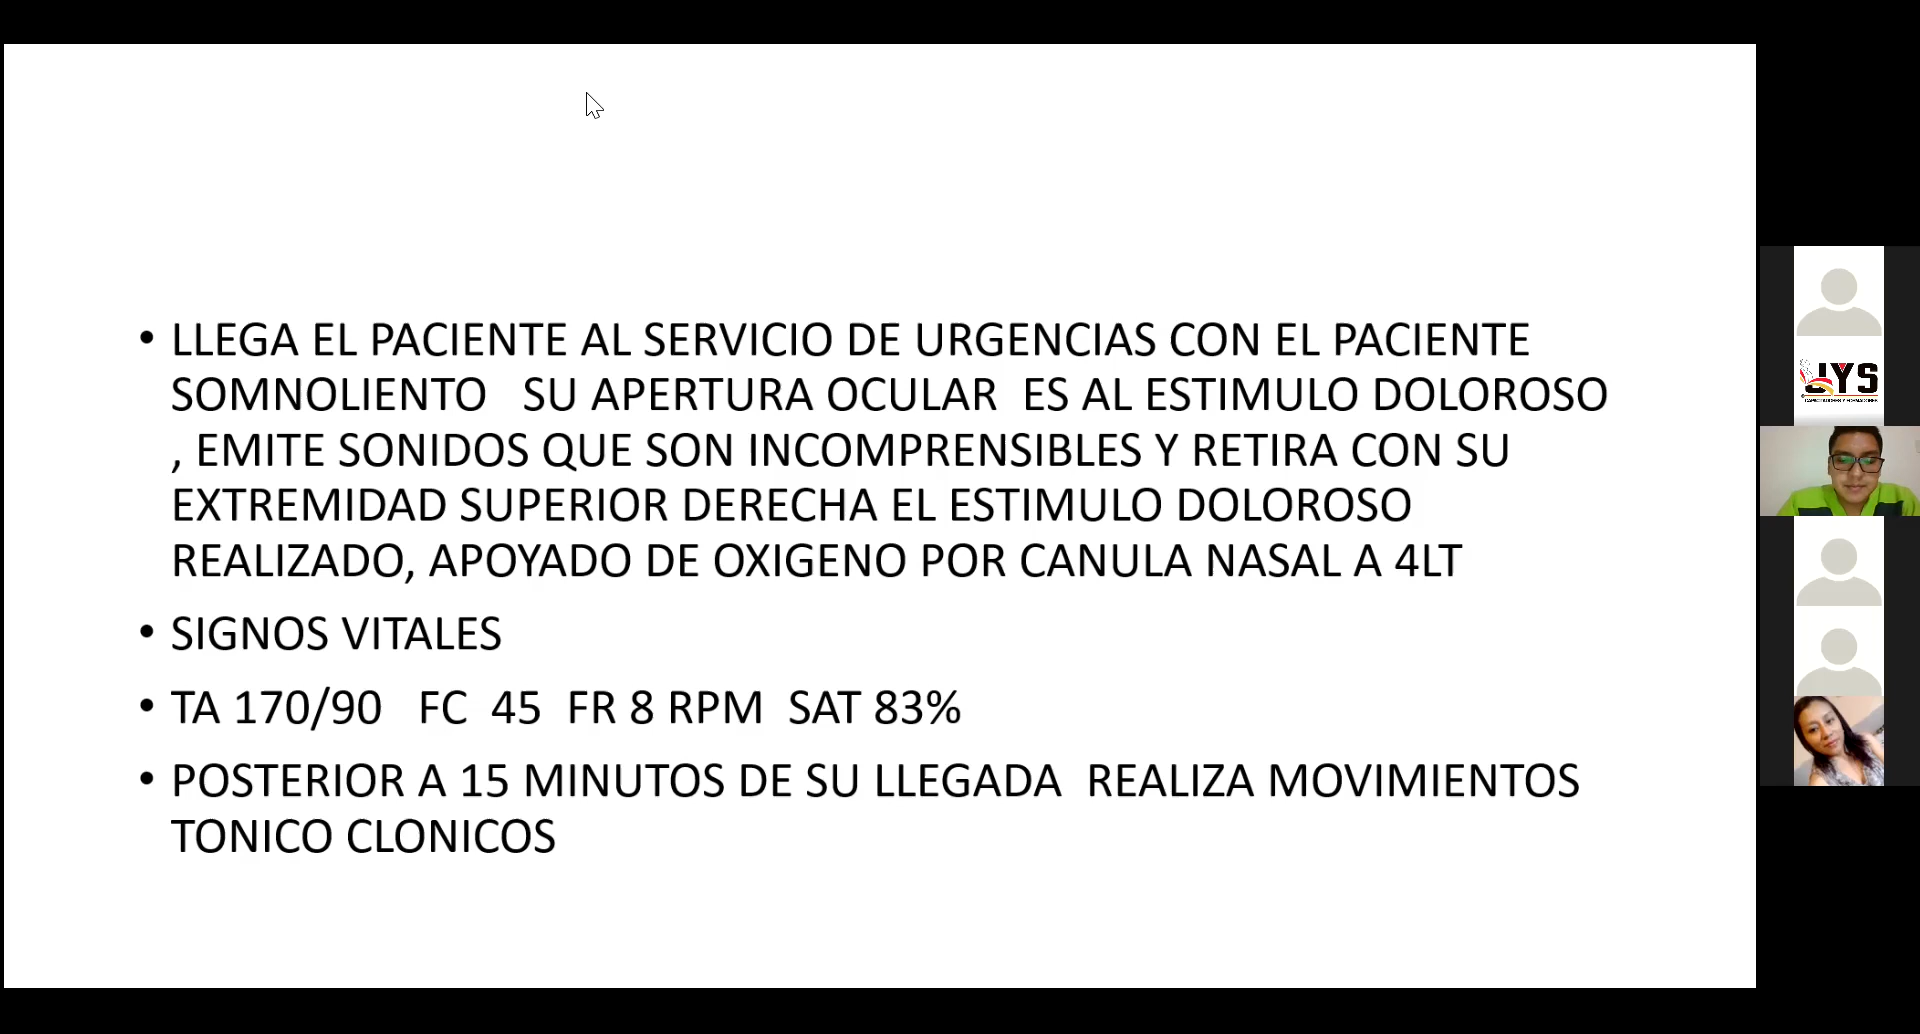 • LLEGA EL PACIENTE AL SERVICIO DE URGENCIAS CON EL PACIENTE
SOMNOLIENTO SU APERTURA OCULAR ES AL ESTIMULO DOLOROSO
, EMITE SONIDOS QUE SON INCOMPRENSIBLES Y RETIRA CON SU
EXTREMIDAD SUPERIOR DERECHA EL ESTIMULO DOLOROSO
REALIZADO, APOYADO DE OXIGENO POR CANULA NASAL A 4LT
• SIGNOS VITALES
• TA 170/90 FC 45 FR 8 RPM SAT 83%
• POSTERIOR A 15 MINUTOS DE SU LLEGADA REALIZA MOVIMIENTOS
TONICO CLONICOS
JYS
CAPACITADORES Y FORMADORES